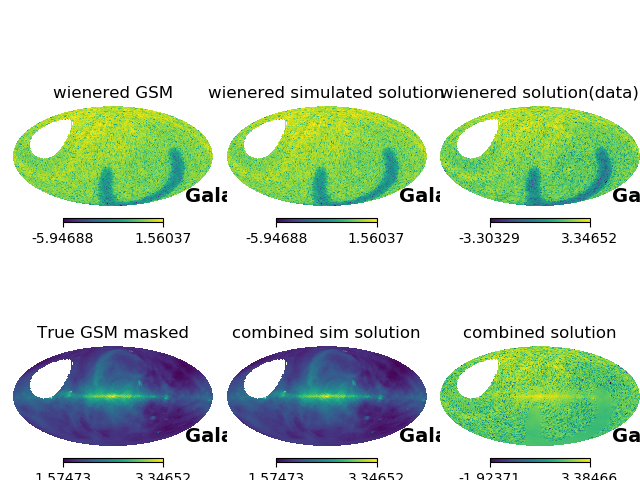 wienered GSM
wienered simulated solution
wienered solution(data)
Gala
Gala
Ga
-5.94688 1.56037
-5.94688 1.56037
-3.30329 3.34652
True GSM masked
combined sim solution
combined solution
Gala
Gala
Ga
1.57473 3.34652
1.57473 3.34652
-1.92371 3.38466